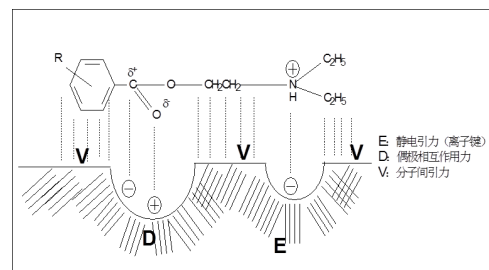 R
δ+
C
O
CH2CH2
N
H
C2H5
C2H5
δ-
O
V
V
V
D
E
E: 静电引力（离子键）
D: 偶极相互作用力
V: 分子间引力